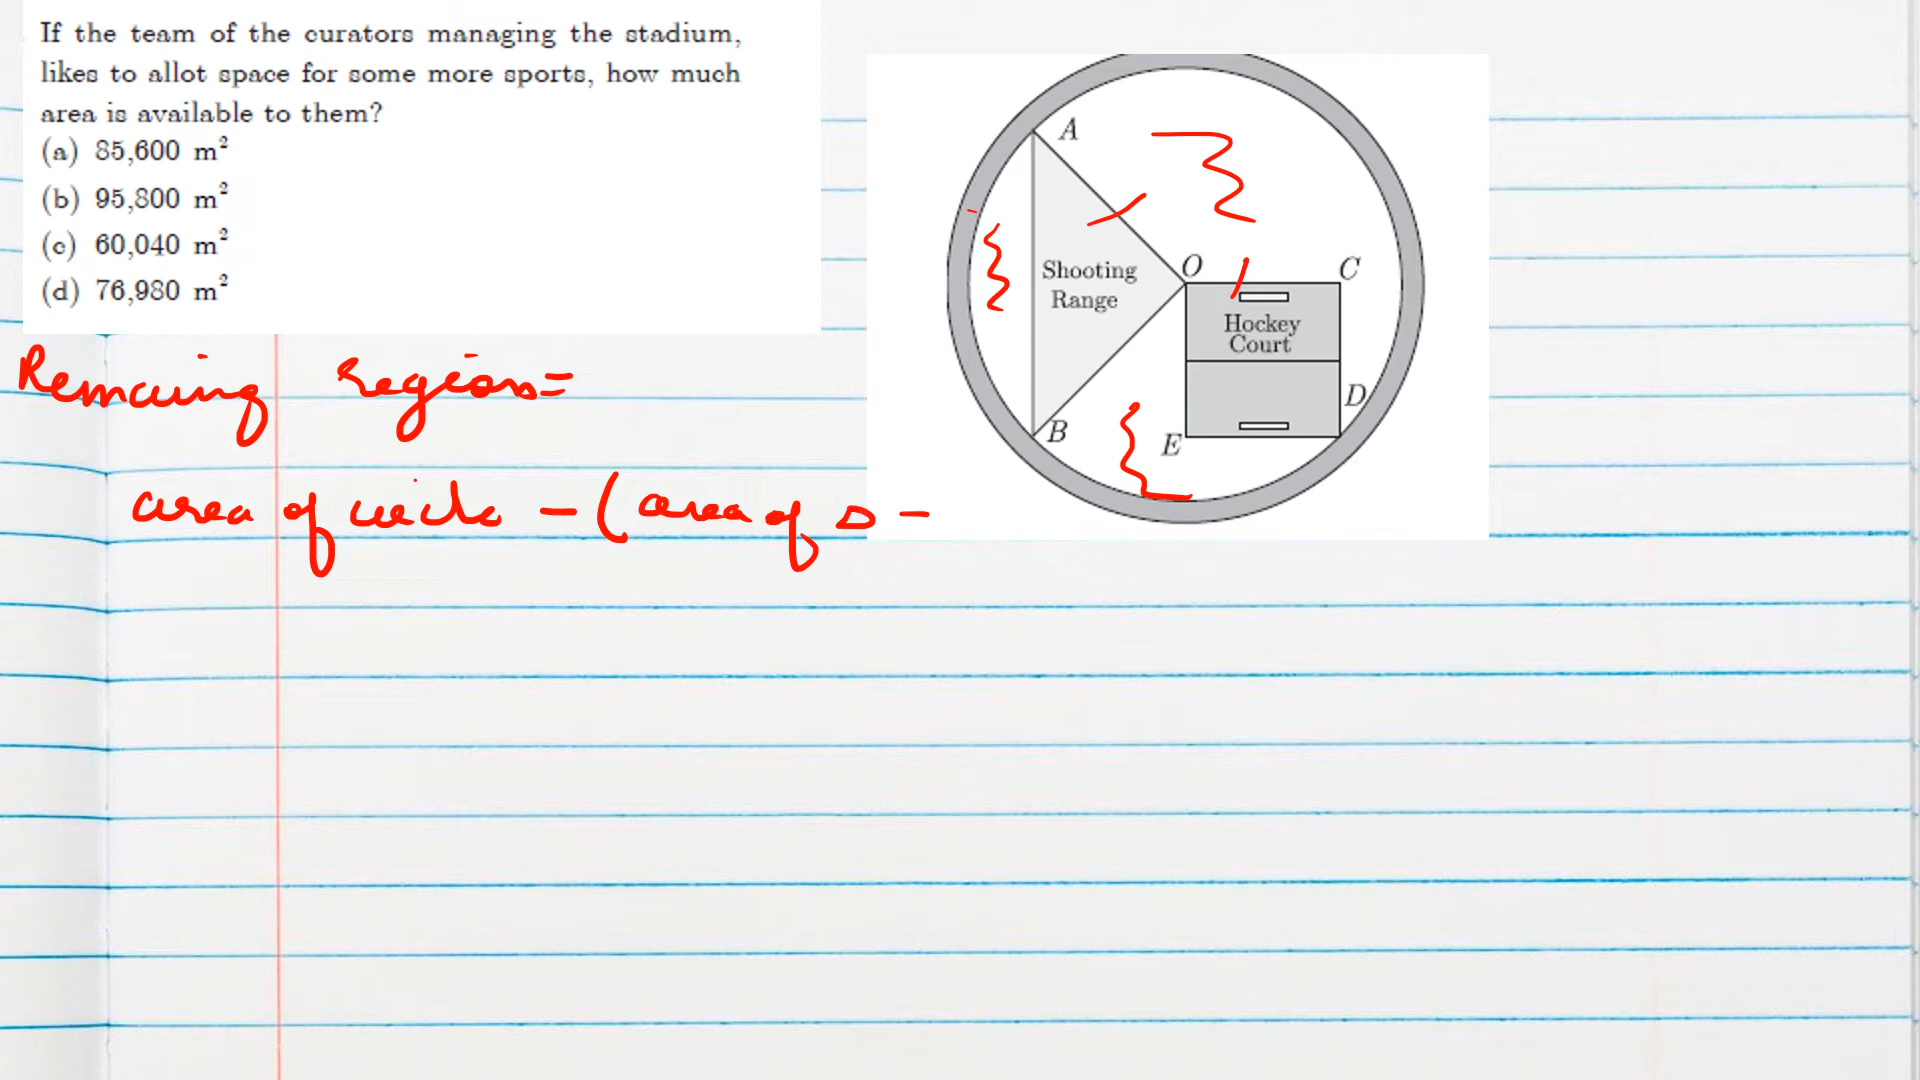 If the team of the curators managing the stadium,
likes to allot space for some more sports, how much
area is available to them?
(a) 85,600 m²
(b) 95,800 m²
(c) 60,040 m²
(d) 76,980 m²
A
O
C
Shooting
Range
Hockey
Court
D
B
E
Remaing region=
area of circle - (area of Δ -